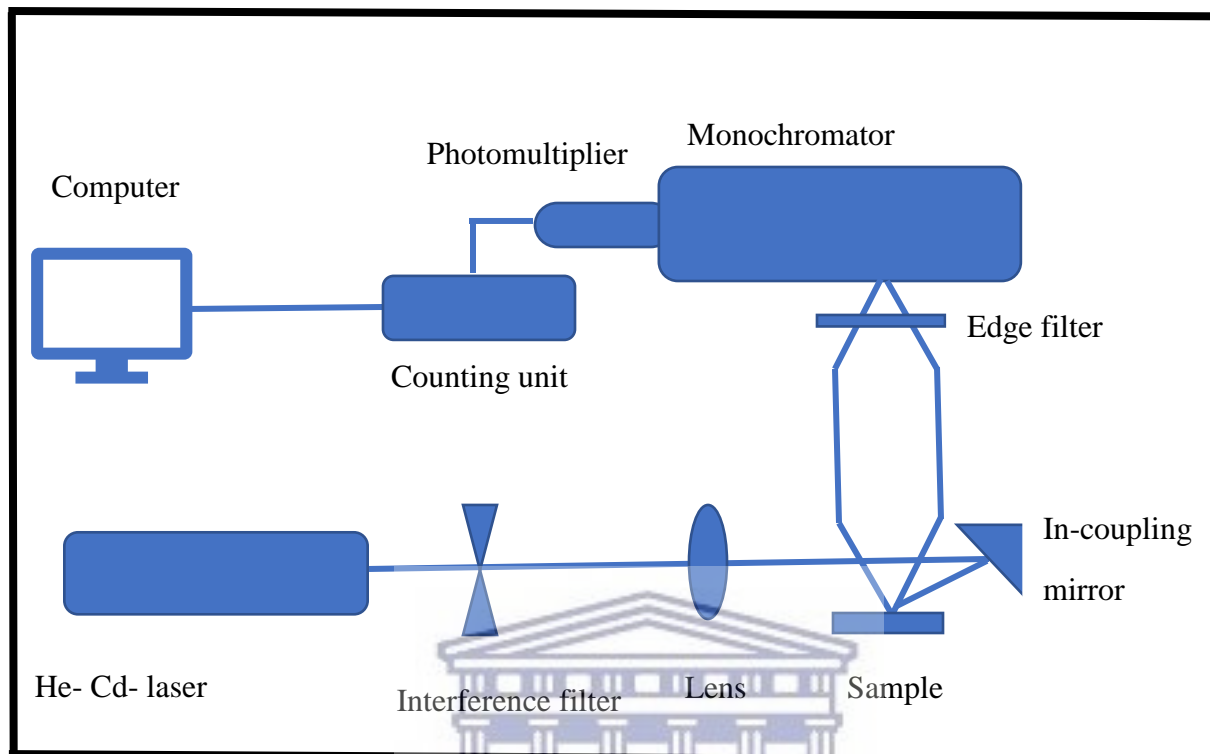 Monochromator
Photomultiplier
Computer
Edge filter
Counting unit
In-coupling
mirror
He- Cd- laser
Interference filter
Lens
Sample